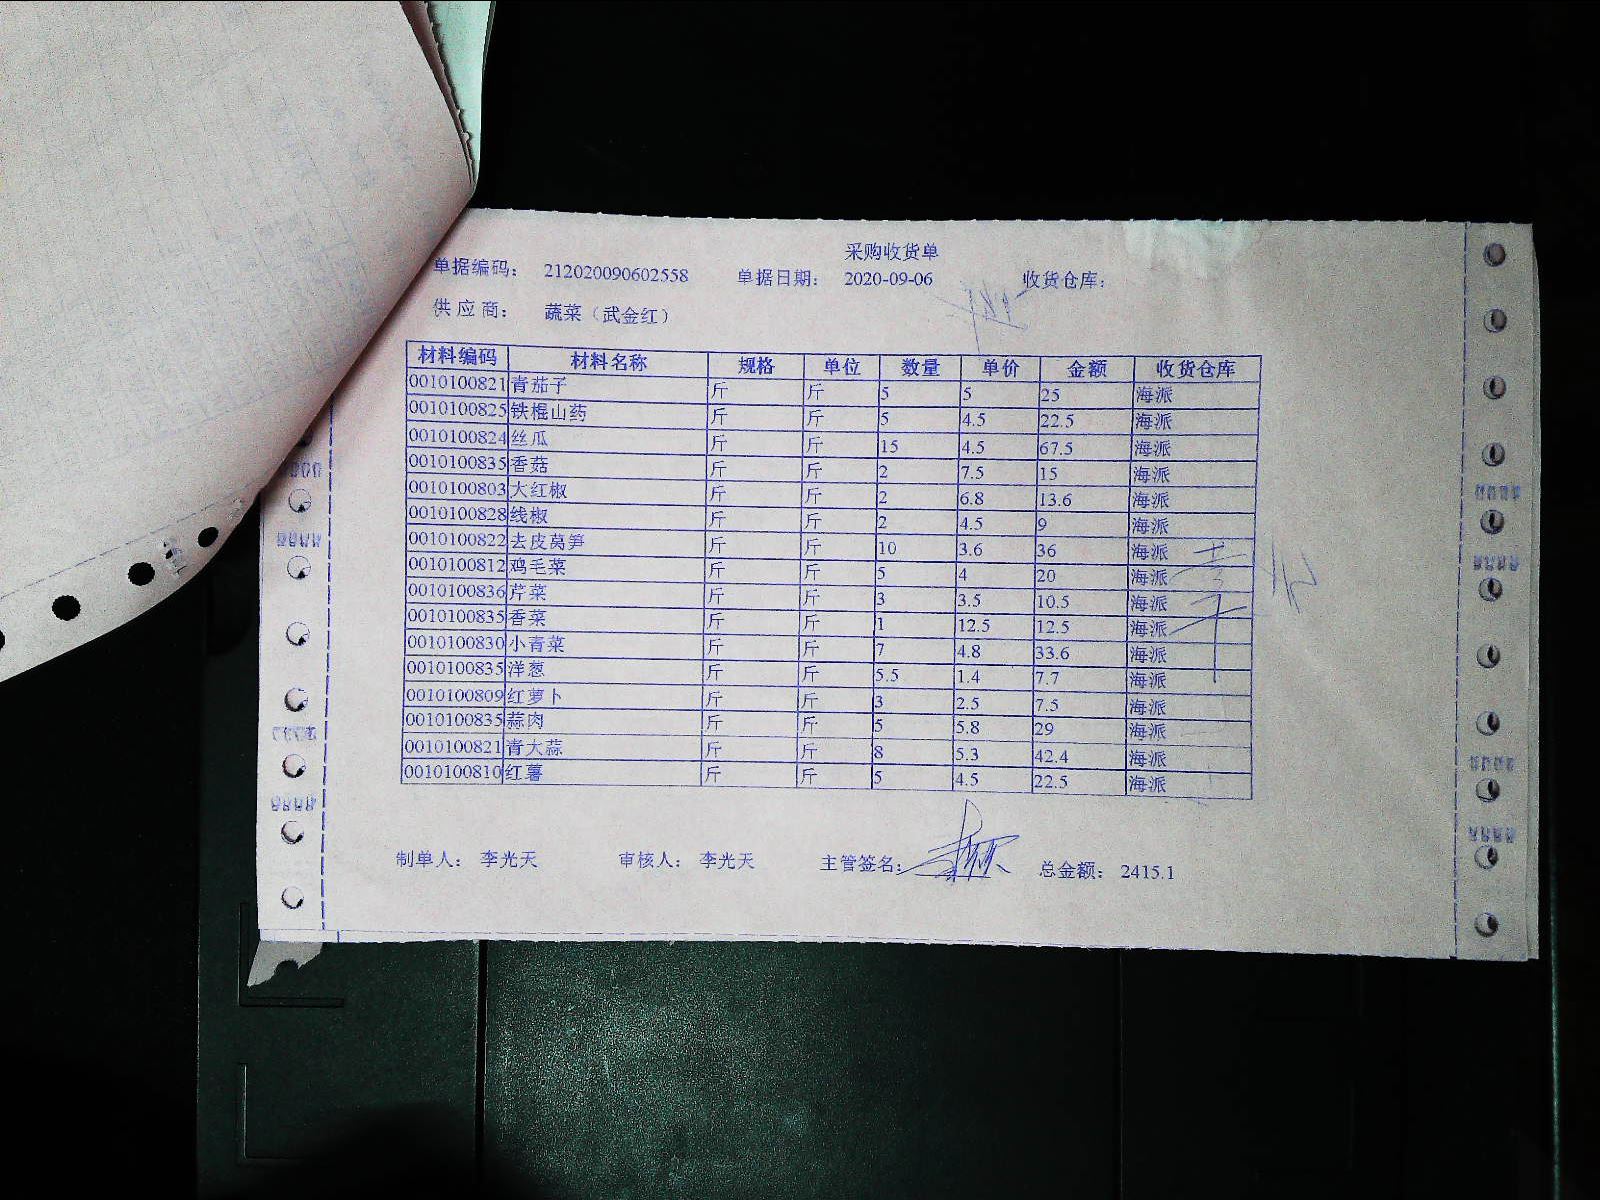 采购收货单
单据编码: 212020090602558 单据日期: 2020-09-06 收货仓库:
供应商: 蔬菜（武金红）
材料编码 材料名称 规格 单位 数量 单价 金额 收货仓库
0010100821 青茄子 斤 斤 5 5 25 海派
0010100825 铁棍山药 斤 斤 5 4.5 22.5 海派
0010100824 丝瓜 斤 斤 15 4.5 67.5 海派
0010100835 香菇 斤 斤 2 7.5 15 海派
0010100803 大红椒 斤 斤 2 6.8 13.6 海派
0010100828 线椒 斤 斤 2 4.5 9 海派
0010100822 去皮莴笋 斤 斤 10 3.6 36 海派
0010100812 鸡毛菜 斤 斤 5 4 20 海派
0010100836 芹菜 斤 斤 3 3.5 10.5 海派
0010100835 香菜 斤 斤 1 12.5 12.5 海派
0010100830 小青菜 斤 斤 7 4.8 33.6 海派
0010100835 洋葱 斤 斤 5.5 1.4 7.7 海派
0010100809 红萝卜 斤 斤 3 2.5 7.5 海派
0010100835 蒜肉 斤 斤 5 5.8 29 海派
0010100821 青大蒜 斤 斤 8 5.3 42.4 海派
0010100810 红薯 斤 斤 5 4.5 22.5 海派
制单人: 李光天 审核人: 李光天 主管签名: 总金额: 2415.1